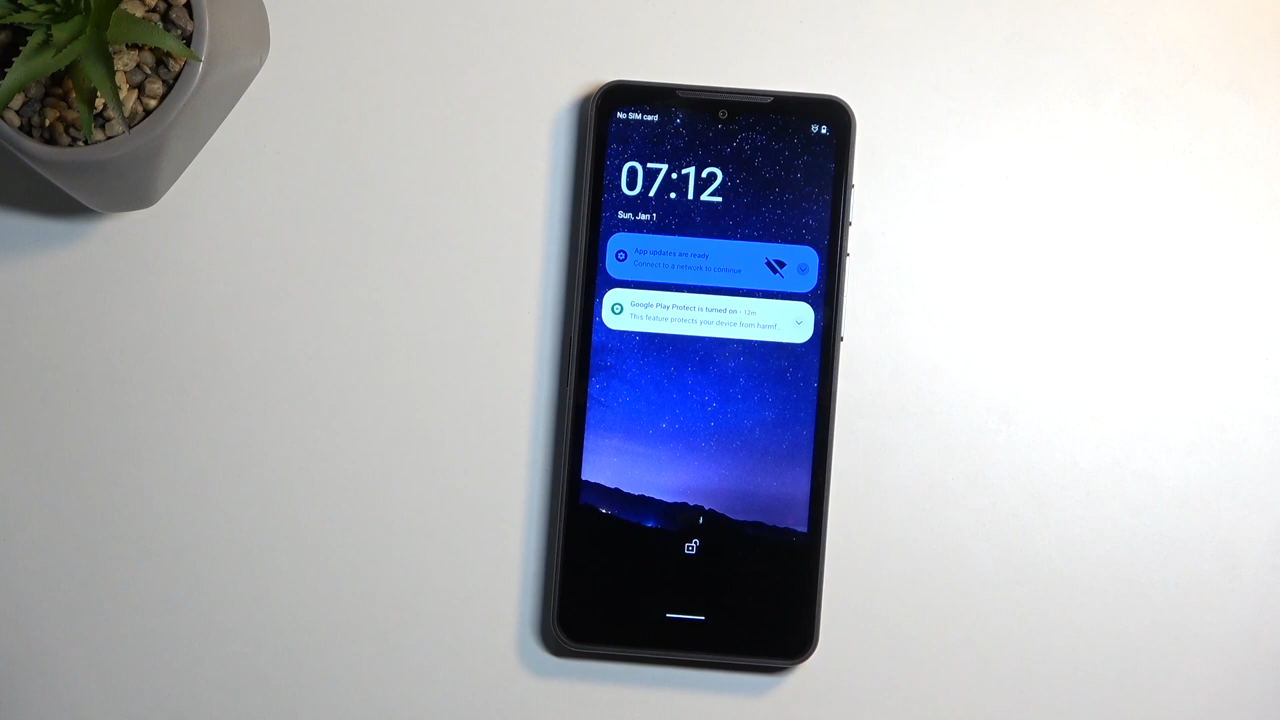 No SIM card
07:12
Sun, Jan 1
App updates are ready
Connect to a network to continue
Google Play Protect is turned on • 12m
This feature protects your device from harmf